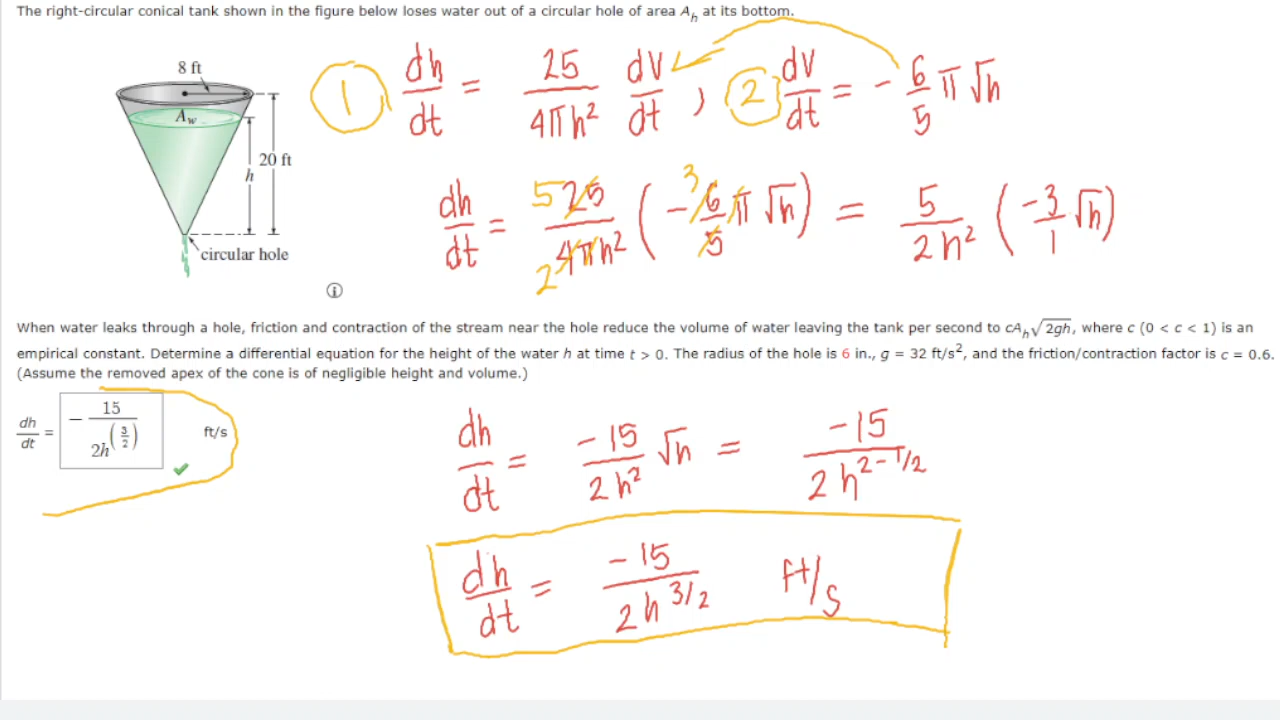 The right-circular conical tank shown in the figure below loses water out of a circular hole of area A_h at its bottom.
8 ft
A_w
20 ft
h
circular hole
① dh/dt = 25/(4πh²) dV/dt , ② dV/dt = - 6/5 π √h
dh/dt = 5 25/(2 4πh²) (- 3 6/5 π √h) = 5/(2h²) (-3/1 √h)
When water leaks through a hole, friction and contraction of the stream near the hole reduce the volume of water leaving the tank per second to cA_h√2gh, where c (0 < c < 1) is an
empirical constant. Determine a differential equation for the height of the water h at time t > 0. The radius of the hole is 6 in., g = 32 ft/s², and the friction/contraction factor is c = 0.6.
(Assume the removed apex of the cone is of negligible height and volume.)
dh/dt = - 15/(2h^(3/2)) ft/s
dh/dt = -15/(2h²) √h = -15/(2h^(2-1/2))
dh/dt = -15/(2h^(3/2)) ft/s